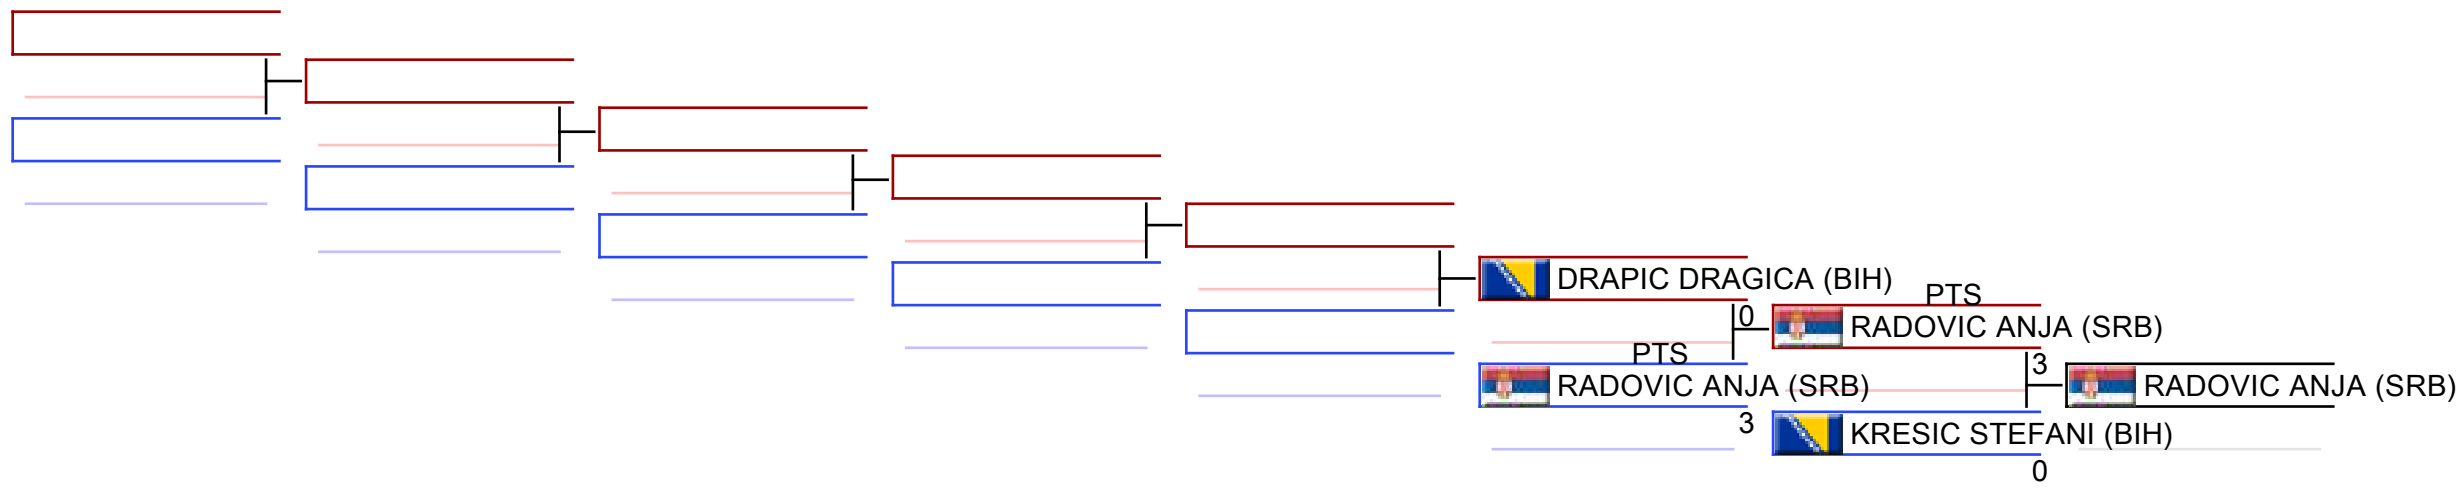 DRAPIC DRAGICA (BIH)
0
PTS
RADOVIC ANJA (SRB)
3
PTS
RADOVIC ANJA (SRB)
3
KRESIC STEFANI (BIH)
0
RADOVIC ANJA (SRB)